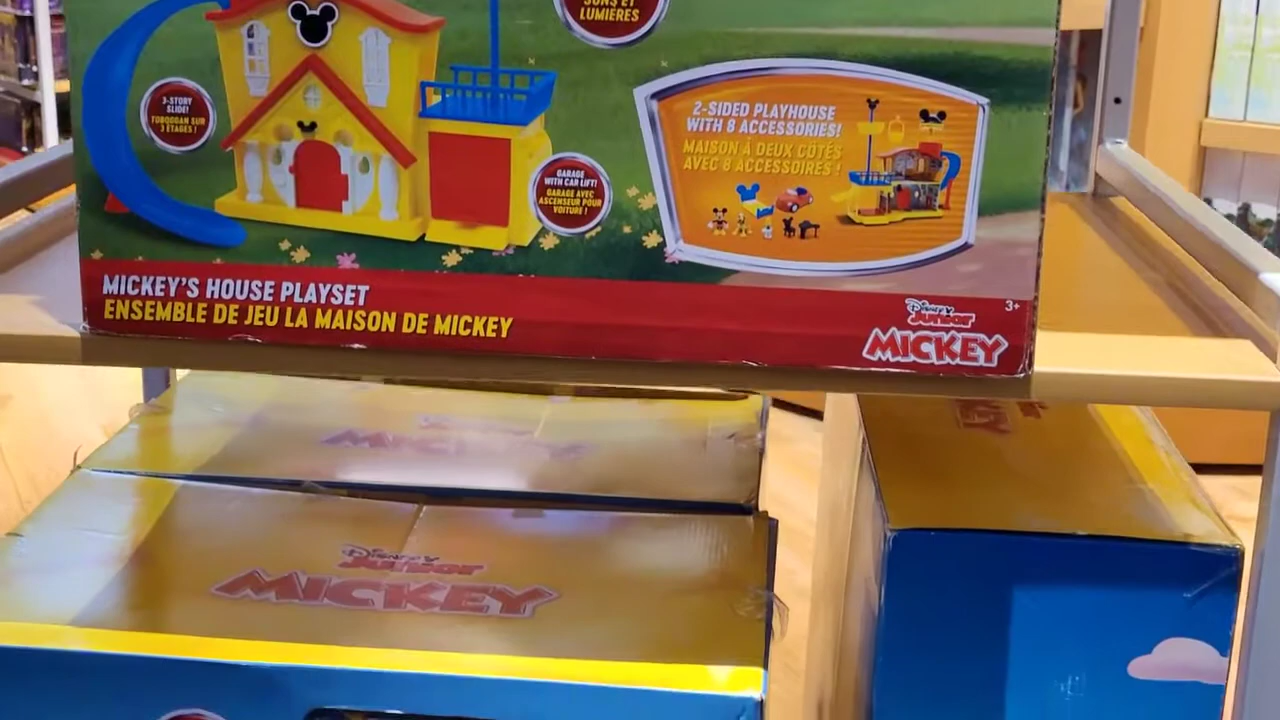 SONS ET
LUMIÈRES
3-STORY
SLIDE!
TOBOGGAN SUR
3 ÉTAGES !
2-SIDED PLAYHOUSE
WITH 8 ACCESSORIES!
MAISON À DEUX CÔTÉS
AVEC 8 ACCESSOIRES !
GARAGE
WITH CAR LIFT!
GARAGE AVEC
ASCENSEUR POUR
VOITURE !
MICKEY'S HOUSE PLAYSET
ENSEMBLE DE JEU LA MAISON DE MICKEY
3+
Disney
Junior
MICKEY
MICKEY
Disney
Junior
MICKEY